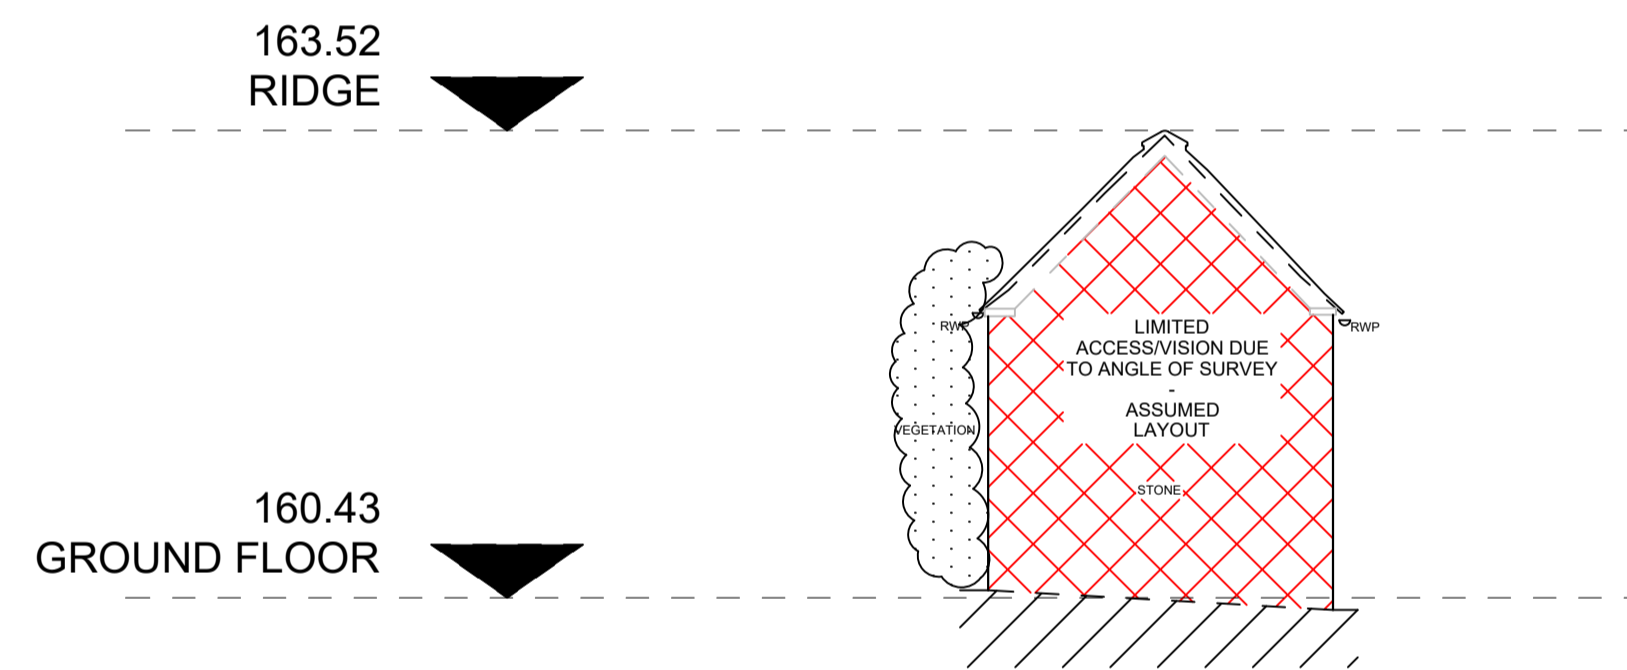 163.52
RIDGE
RWP
RWP
LIMITED
ACCESS/VISION DUE
TO ANGLE OF SURVEY
-
ASSUMED
LAYOUT
VEGETATION
STONE
160.43
GROUND FLOOR